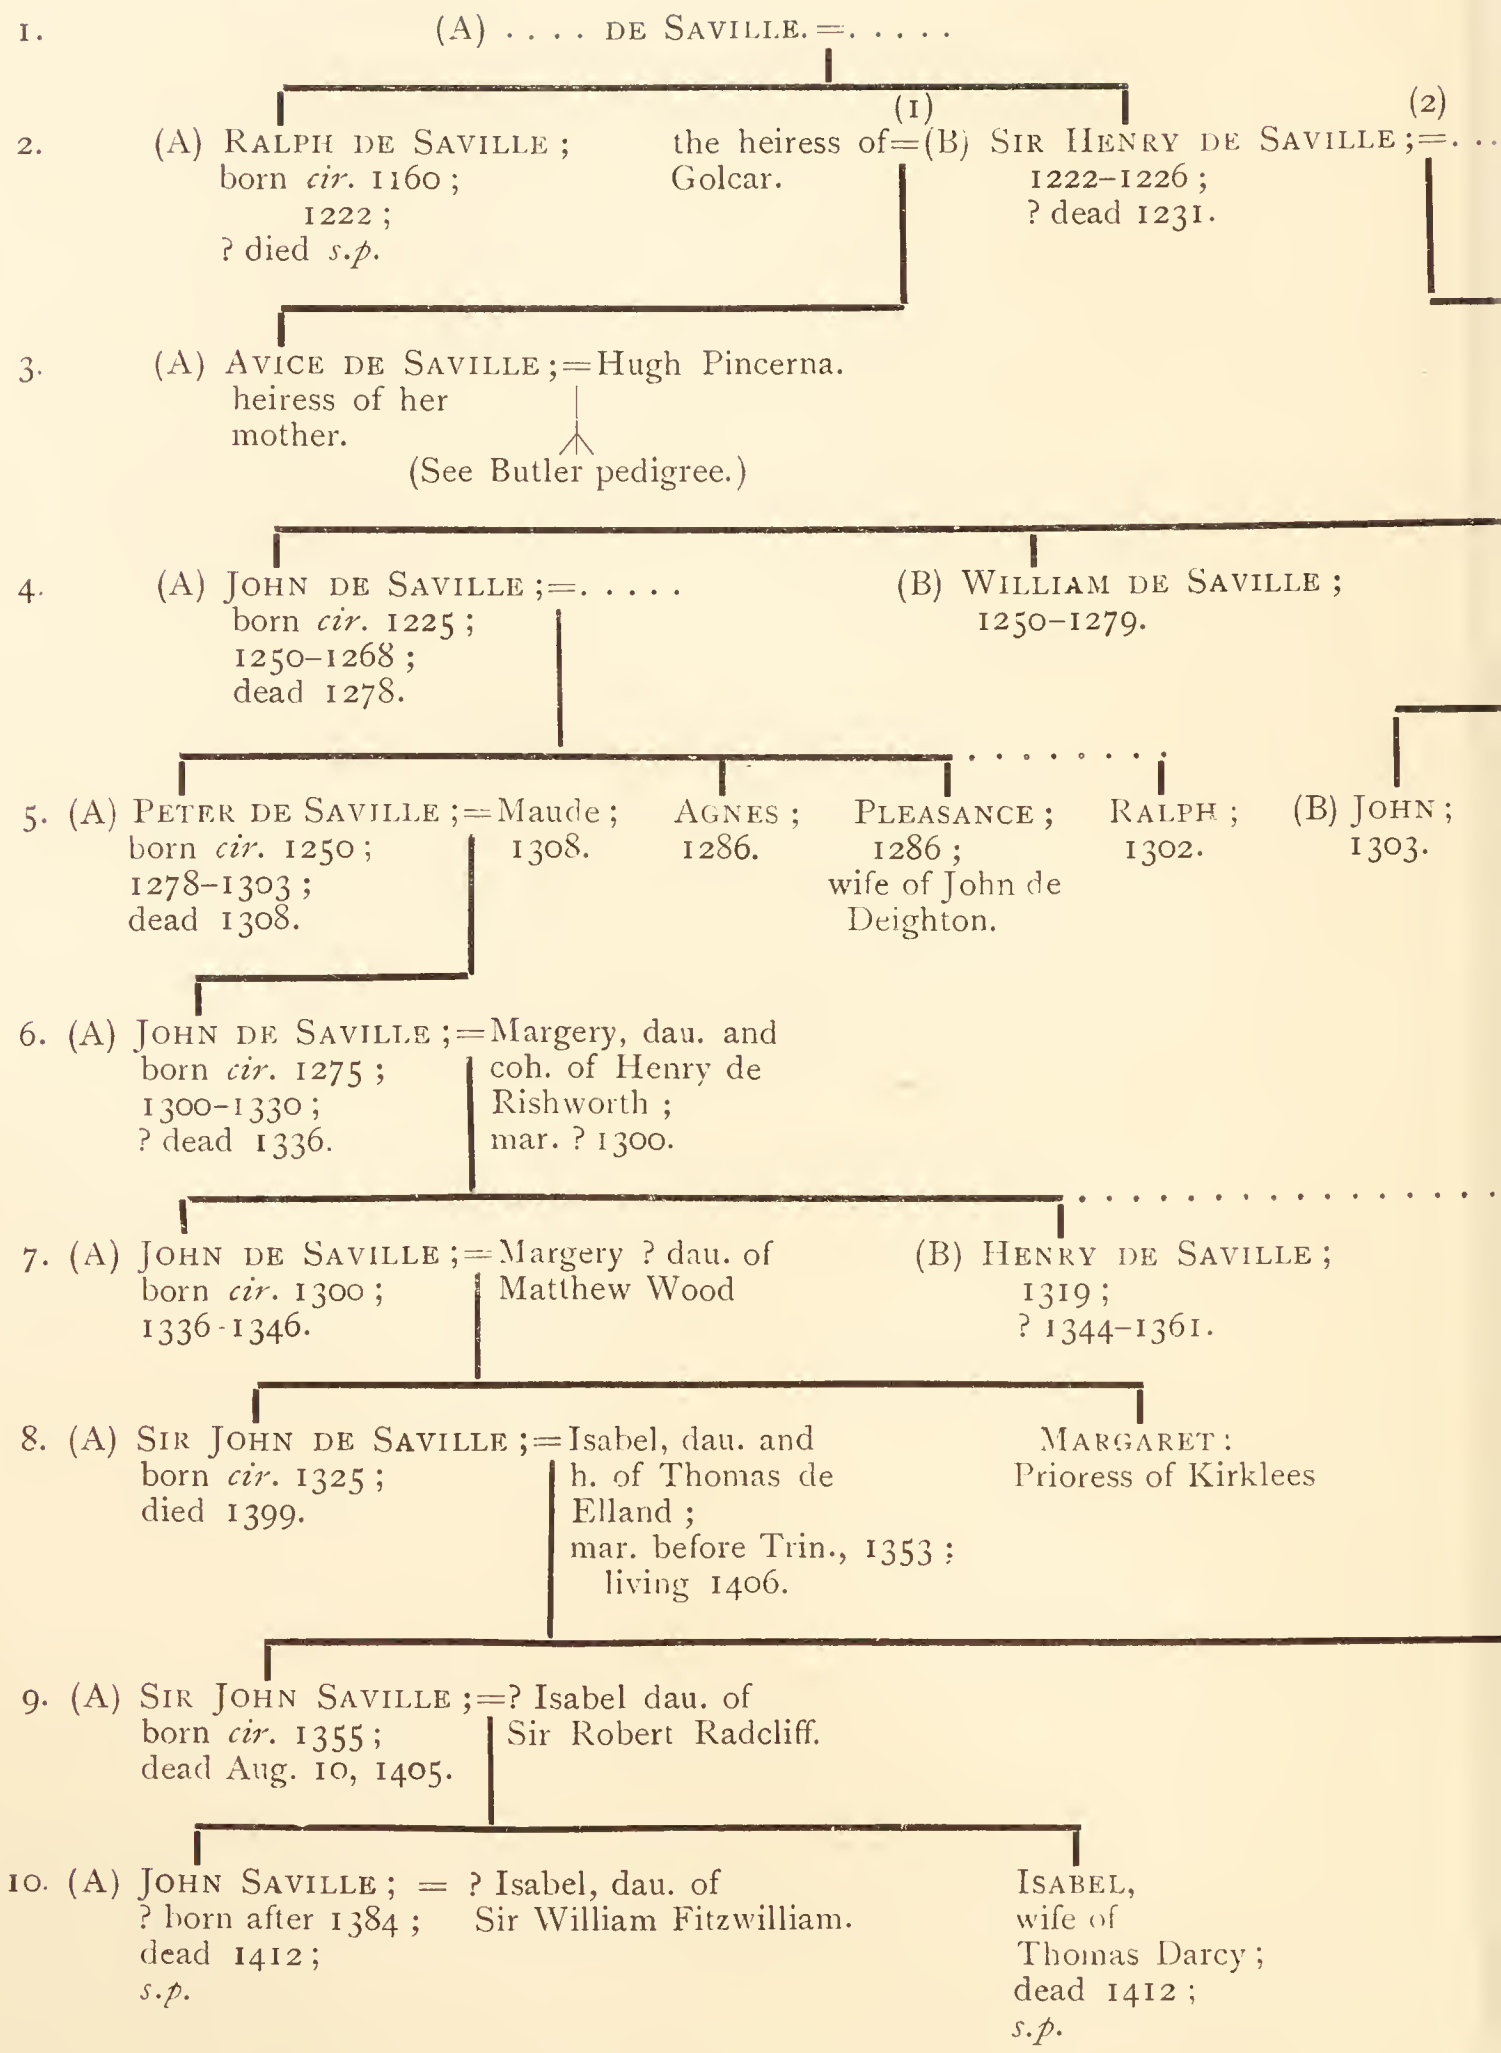 1. (A) .... DE SAVILLE.=.....
(1) (2)
2. (A) RALPH DE SAVILLE; the heiress of=(B) SIR HENRY DE SAVILLE;=....
born cir. 1160; Golcar. 1222–1226;
1222; ? dead 1231.
? died s.p.
3. (A) AVICE DE SAVILLE;=Hugh Pincerna.
heiress of her
mother.
(See Butler pedigree.)
4. (A) JOHN DE SAVILLE;=..... (B) WILLIAM DE SAVILLE;
born cir. 1225; 1250–1279.
1250–1268;
dead 1278.
5. (A) PETER DE SAVILLE;=Maude; AGNES; PLEASANCE; RALPH; (B) JOHN;
born cir. 1250; 1308. 1286. 1286; 1302. 1303.
1278–1303; wife of John de
dead 1308. Deighton.
6. (A) JOHN DE SAVILLE;=Margery, dau. and
born cir. 1275; coh. of Henry de
1300–1330; Rishworth;
? dead 1336. mar. ? 1300.
7. (A) JOHN DE SAVILLE;=Margery ? dau. of (B) HENRY DE SAVILLE;
born cir. 1300; Matthew Wood 1319;
1336-1346. ? 1344–1361.
8. (A) SIR JOHN DE SAVILLE;=Isabel, dau. and MARGARET:
born cir. 1325; h. of Thomas de Prioress of Kirklees
died 1399. Elland;
mar. before Trin., 1353:
living 1406.
9. (A) SIR JOHN SAVILLE;=? Isabel dau. of
born cir. 1355; Sir Robert Radcliff.
dead Aug. 10, 1405.
10. (A) JOHN SAVILLE; = ? Isabel, dau. of ISABEL,
? born after 1384; Sir William Fitzwilliam. wife of
dead 1412; Thomas Darcy;
s.p. dead 1412;
s.p.